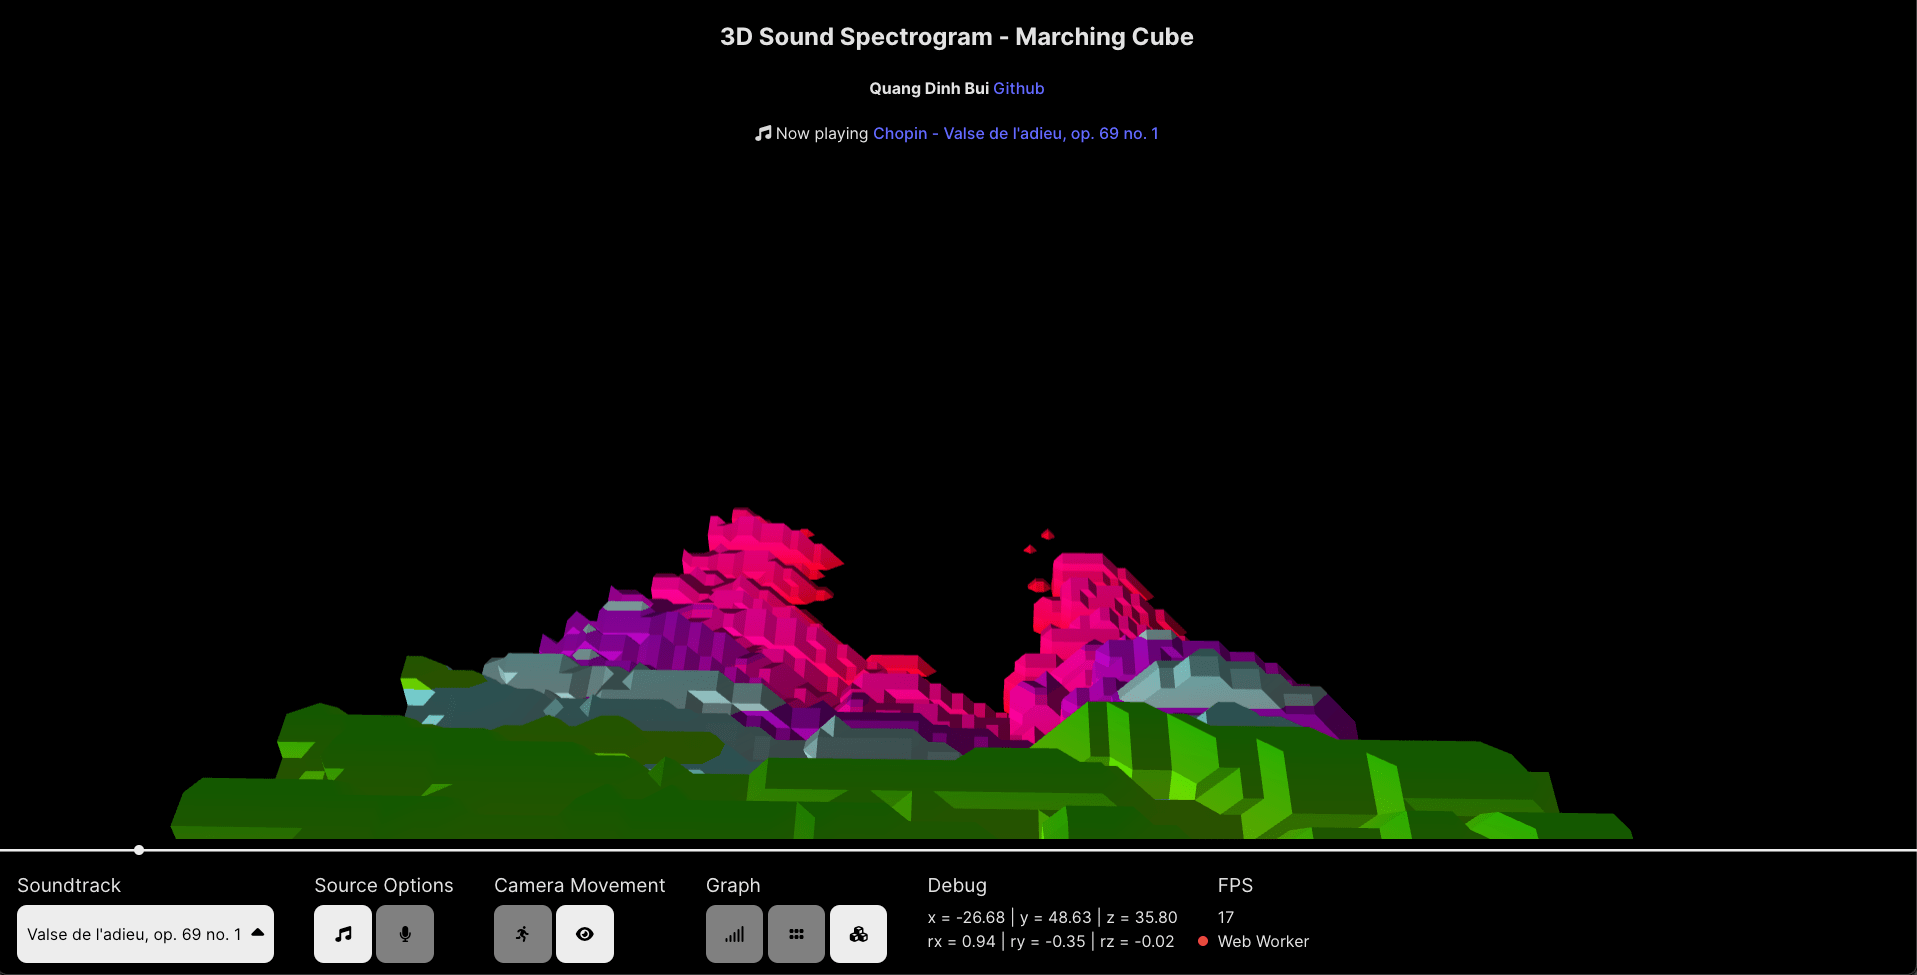 3D Sound Spectrogram - Marching Cube
Quang Dinh Bui Github
Now playing Chopin - Valse de l'adieu, op. 69 no. 1
Soundtrack
Valse de l'adieu, op. 69 no. 1
Source Options
Camera Movement
Graph
Debug
x = -26.68 | y = 48.63 | z = 35.80
rx = 0.94 | ry = -0.35 | rz = -0.02
FPS
17
Web Worker